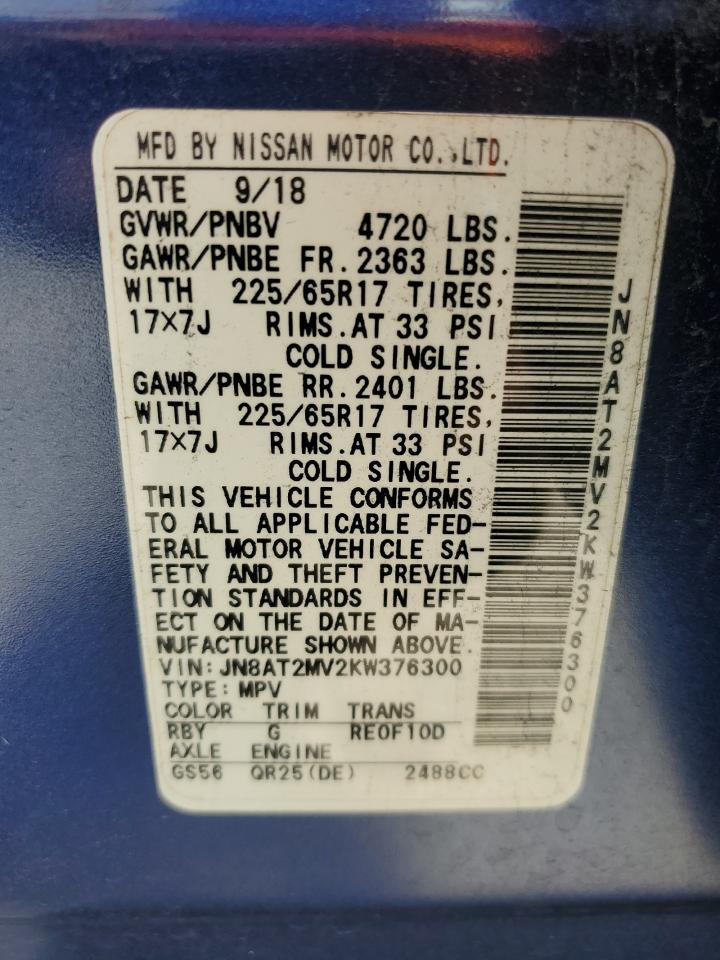 MFD BY NISSAN MOTOR CO.,LTD.
DATE 9/18
GVWR/PNBV 4720 LBS.
GAWR/PNBE FR.2363 LBS.
WITH 225/65R17 TIRES,
17×7J RIMS.AT 33 PSI
COLD SINGLE.
GAWR/PNBE RR.2401 LBS.
WITH 225/65R17 TIRES,
17×7J RIMS.AT 33 PSI
COLD SINGLE.
THIS VEHICLE CONFORMS
TO ALL APPLICABLE FED-
ERAL MOTOR VEHICLE SA-
FETY AND THEFT PREVEN-
TION STANDARDS IN EFF-
ECT ON THE DATE OF MA-
NUFACTURE SHOWN ABOVE.
VIN:JN8AT2MV2KW376300
TYPE:MPV
COLOR TRIM TRANS
RBY G RE0F10D
AXLE ENGINE
GS56 QR25(DE) 2488CC
JN8AT2MV2KW376300